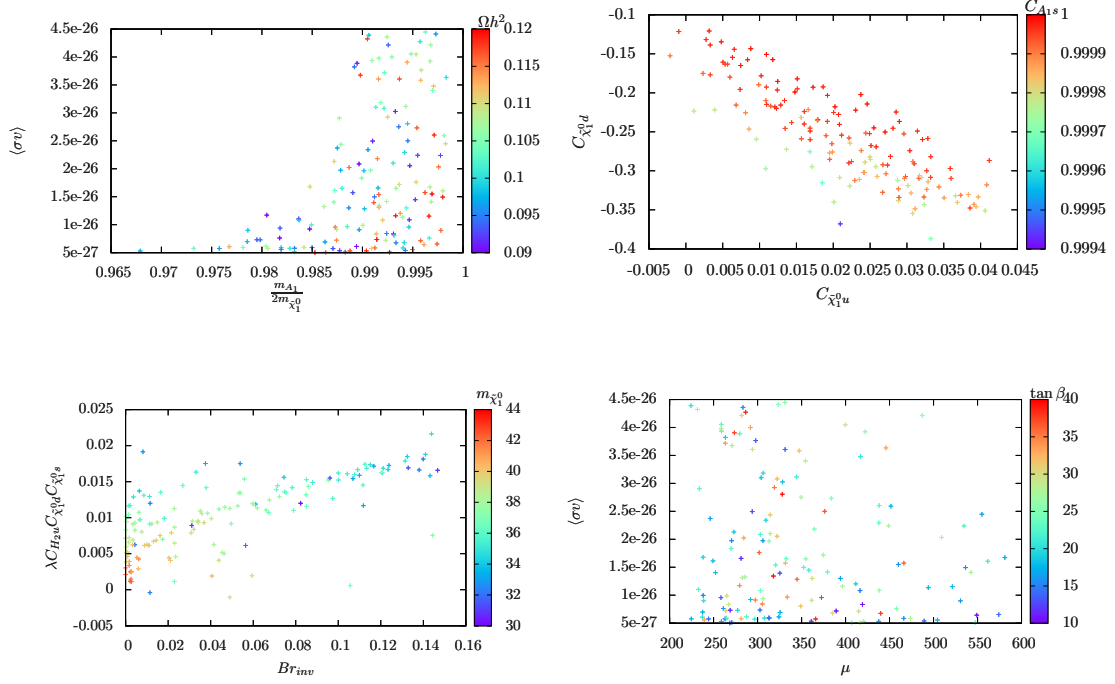 Ωh²
4.5e-26
4e-26
3.5e-26
3e-26
2.5e-26
2e-26
1.5e-26
1e-26
5e-27
⟨σv⟩
0.965 0.97 0.975 0.98 0.985 0.99 0.995 1
m_{A_1} / 2m_{χ̃_1^0}
0.12
0.115
0.11
0.105
0.1
0.095
0.09
C_{A_1 s}
-0.1
-0.15
-0.2
-0.25
-0.3
-0.35
-0.4
C_{χ̃_1^0 d}
-0.005 0 0.005 0.01 0.015 0.02 0.025 0.03 0.035 0.04 0.045
C_{χ̃_1^0 u}
1
0.9999
0.9999
0.9998
0.9998
0.9997
0.9997
0.9996
0.9996
0.9995
0.9995
0.9994
m_{χ̃_1^0}
0.025
0.02
0.015
0.01
0.005
0
-0.005
λC_{H_2 u}C_{χ̃_1^0 d}C_{χ̃_1^0 s}
0 0.02 0.04 0.06 0.08 0.1 0.12 0.14 0.16
Br_{inv}
44
42
40
38
36
34
32
30
tan β
4.5e-26
4e-26
3.5e-26
3e-26
2.5e-26
2e-26
1.5e-26
1e-26
5e-27
⟨σv⟩
200 250 300 350 400 450 500 550 600
μ
40
35
30
25
20
15
10